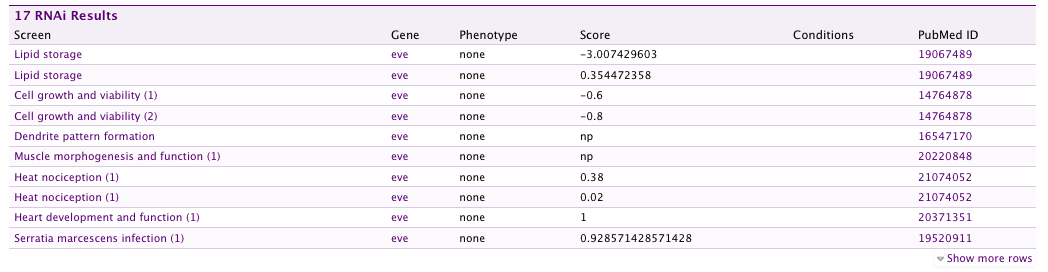 17 RNAi Results
Screen Gene Phenotype Score Conditions PubMed ID
Lipid storage eve none -3.007429603 19067489
Lipid storage eve none 0.354472358 19067489
Cell growth and viability (1) eve none -0.6 14764878
Cell growth and viability (2) eve none -0.8 14764878
Dendrite pattern formation eve none np 16547170
Muscle morphogenesis and function (1) eve none np 20220848
Heat nociception (1) eve none 0.38 21074052
Heat nociception (1) eve none 0.02 21074052
Heart development and function (1) eve none 1 20371351
Serratia marcescens infection (1) eve none 0.928571428571428 19520911
Show more rows